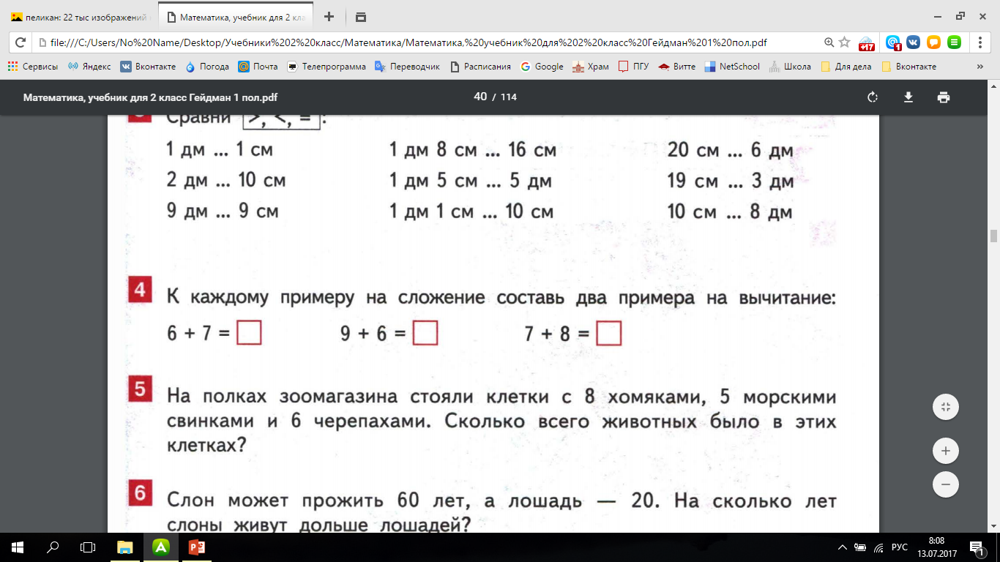 пеликан: 22 тыс изображений
Математика, учебник для 2 кла
file:///C:/Users/No%20Name/Desktop/Учебники%202%20класс/Математика/Математика,%20учебник%20для%202%20класс%20Гейдман%201%20пол.pdf
+17
1
Сервисы Яндекс Вконтакте Погода Почта Телепрограмма Переводчик Расписания Google Храм ПГУ Витте NetSchool Школа Для дела Вконтакте »
Математика, учебник для 2 класс Гейдман 1 пол.pdf 40 / 114
Сравни >, <, = :
1 дм ... 1 см 1 дм 8 см ... 16 см 20 см ... 6 дм
2 дм ... 10 см 1 дм 5 см ... 5 дм 19 см ... 3 дм
9 дм ... 9 см 1 дм 1 см ... 10 см 10 см ... 8 дм
4 К каждому примеру на сложение составь два примера на вычитание:
6 + 7 = 9 + 6 = 7 + 8 =
5 На полках зоомагазина стояли клетки с 8 хомяками, 5 морскими
свинками и 6 черепахами. Сколько всего животных было в этих
клетках?
6 Слон может прожить 60 лет, а лошадь — 20. На сколько лет
слоны живут дольше лошадей?
РУС
8:08
13.07.2017
1